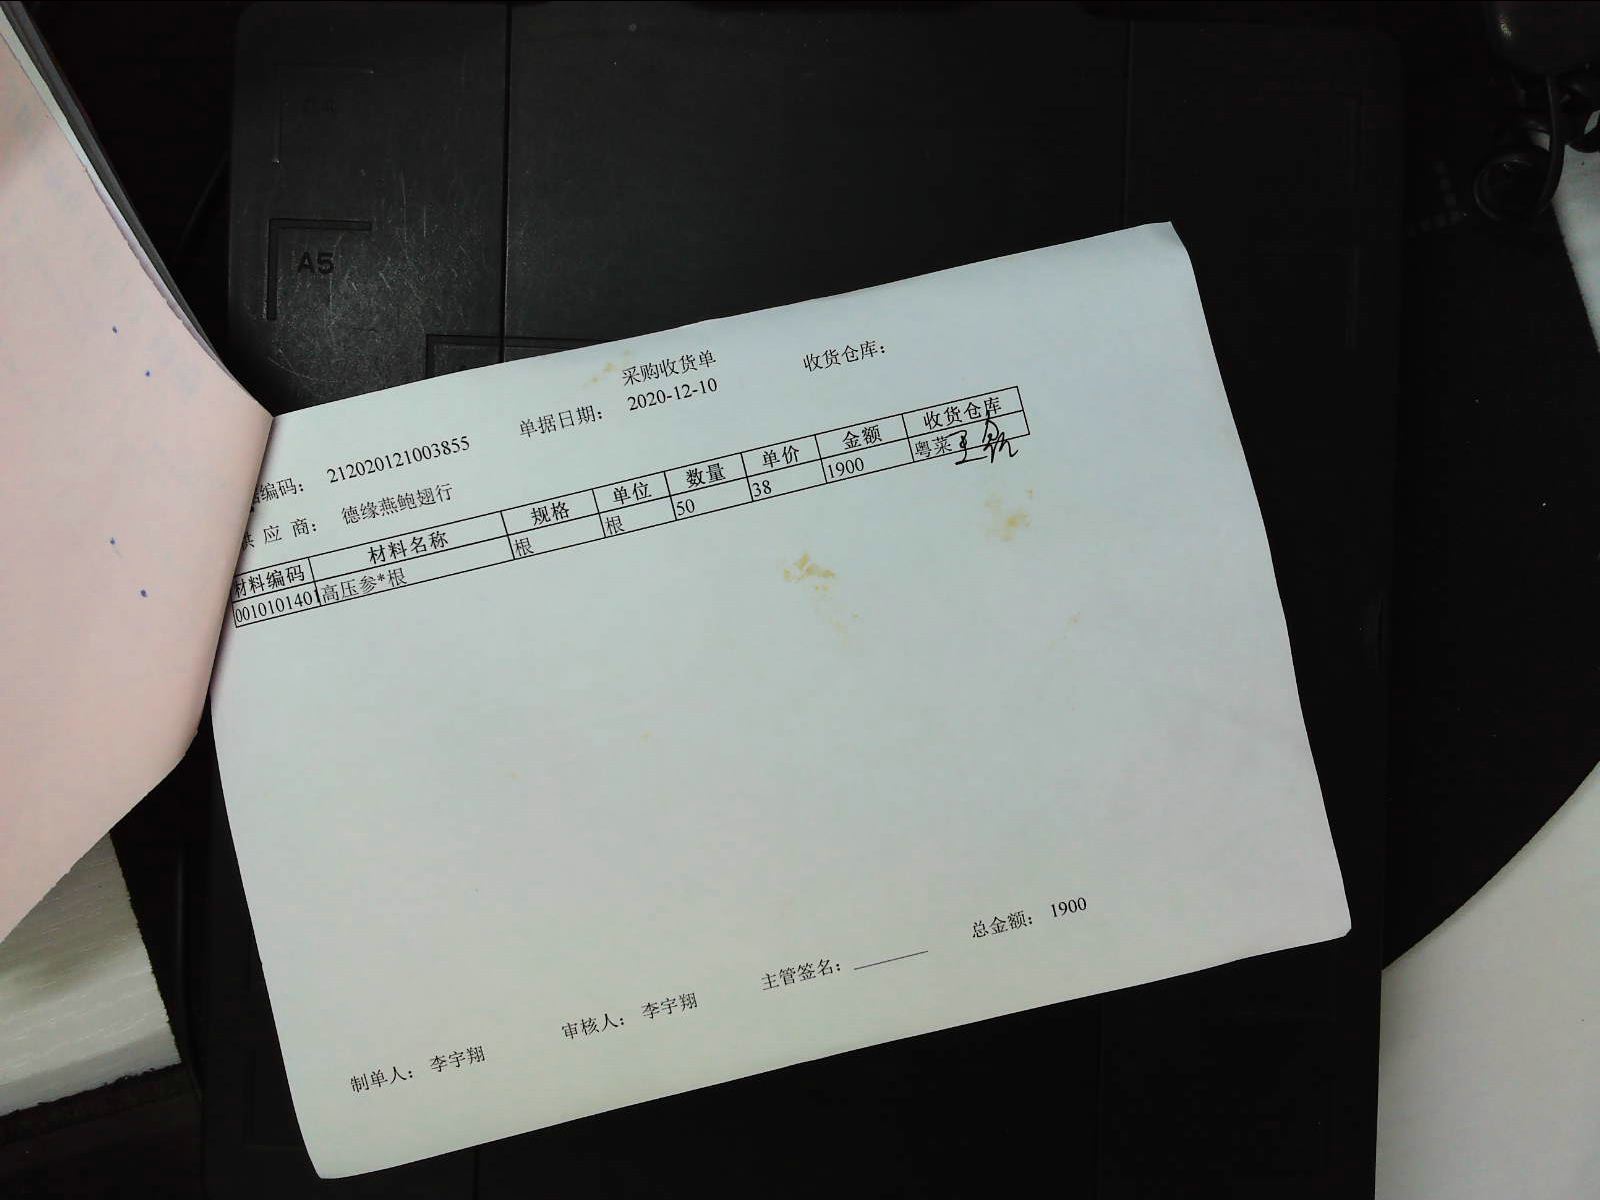 A5
采购收货单
收货仓库：
单据日期： 2020-12-10
编码： 212020121003855
供 应 商： 德缘燕鲍翅行
材料编码 材料名称 规格 单位 数量 单价 金额 收货仓库
0010101401 高压参*根 根 根 50 38 1900 粤菜
总金额： 1900
主管签名：
审核人： 李宇翔
制单人： 李宇翔